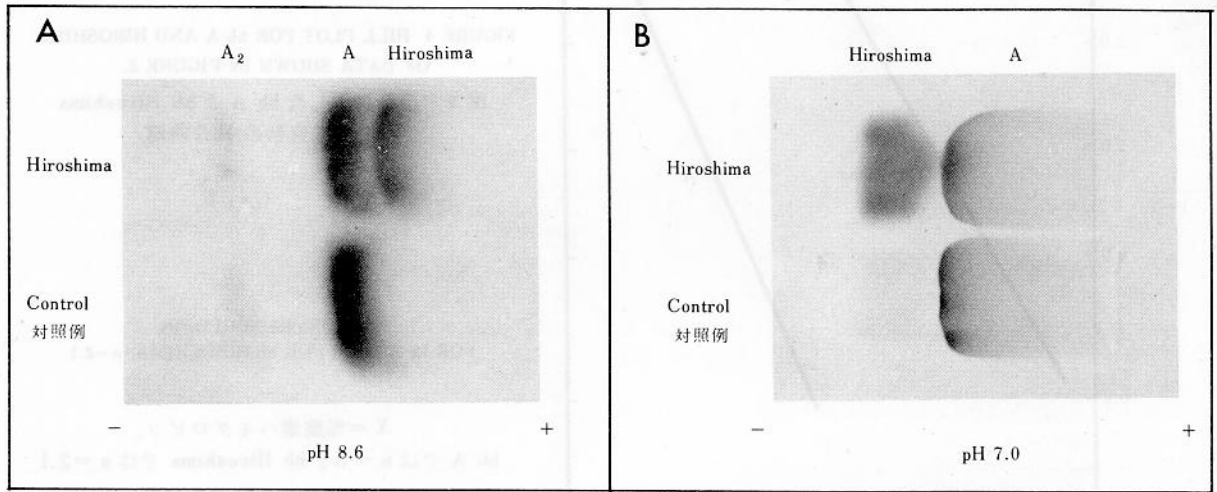 A
A₂ A Hiroshima
Hiroshima
Control
対照例
− +
pH 8.6
B
Hiroshima A
Hiroshima
Control
対照例
− +
pH 7.0